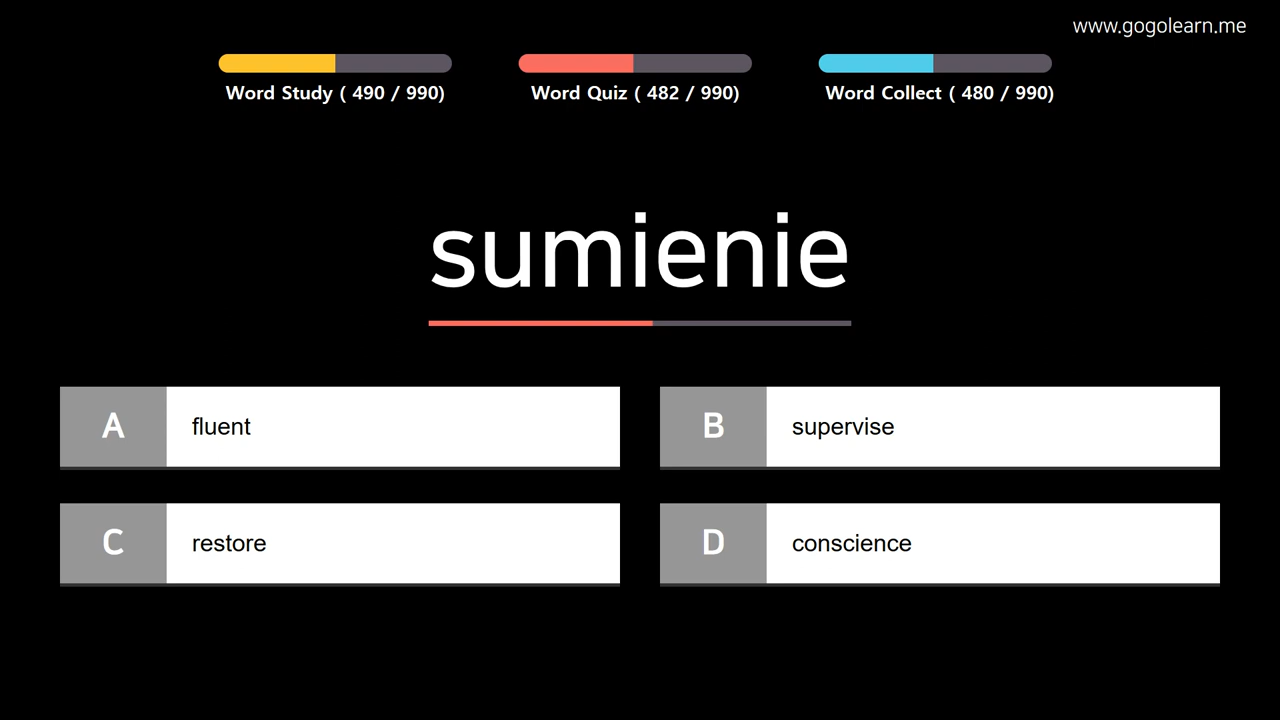 www.gogolearn.me
Word Study ( 490 / 990)
Word Quiz ( 482 / 990)
Word Collect ( 480 / 990)
sumienie
A fluent
B supervise
C restore
D conscience